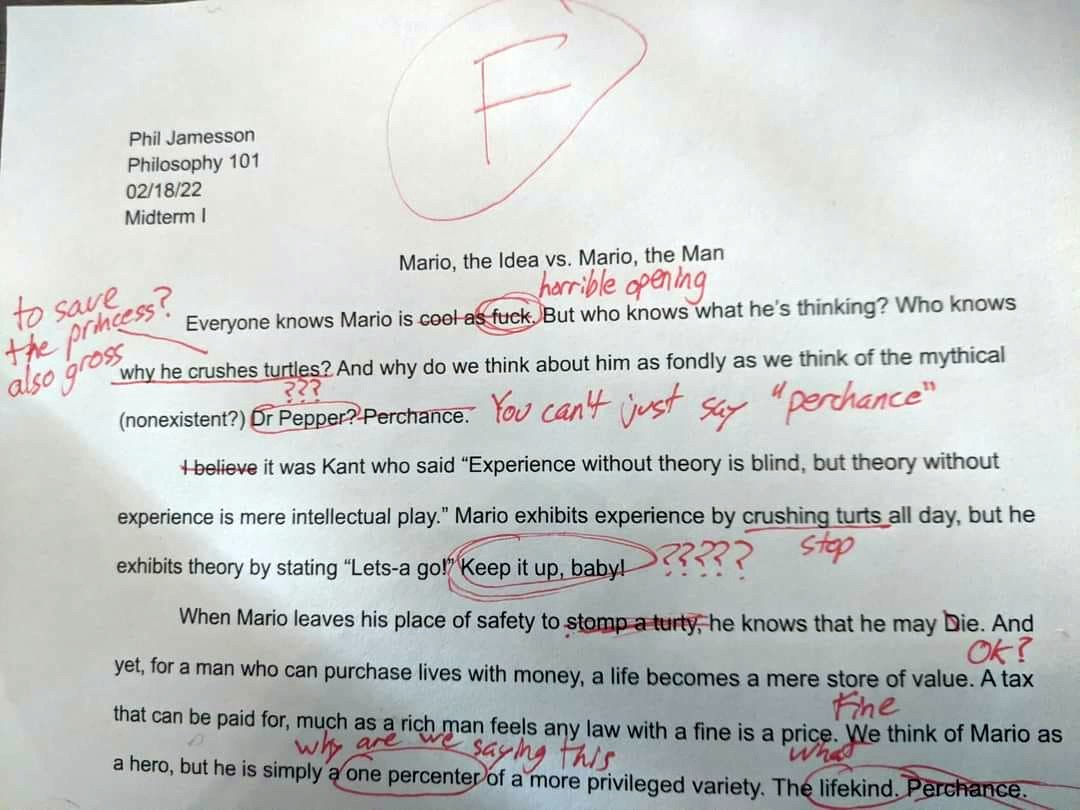 F
Phil Jamesson
Philosophy 101
02/18/22
Midterm I
Mario, the Idea vs. Mario, the Man
horrible opening
to save
the princess?
also gross
Everyone knows Mario is cool as fuck. But who knows what he's thinking? Who knows
why he crushes turtles? And why do we think about him as fondly as we think of the mythical
???
(nonexistent?) Dr Pepper? Perchance.
You can't just say "perchance"
I believe it was Kant who said “Experience without theory is blind, but theory without
experience is mere intellectual play.” Mario exhibits experience by crushing turts all day, but he
stop
exhibits theory by stating “Lets-a go!” Keep it up, baby!
?????
When Mario leaves his place of safety to stomp a turty, he knows that he may Die. And
OK?
yet, for a man who can purchase lives with money, a life becomes a mere store of value. A tax
fine
that can be paid for, much as a rich man feels any law with a fine is a price. We think of Mario as
why are we saying this
what
a hero, but he is simply a one percenter of a more privileged variety. The lifekind. Perchance.